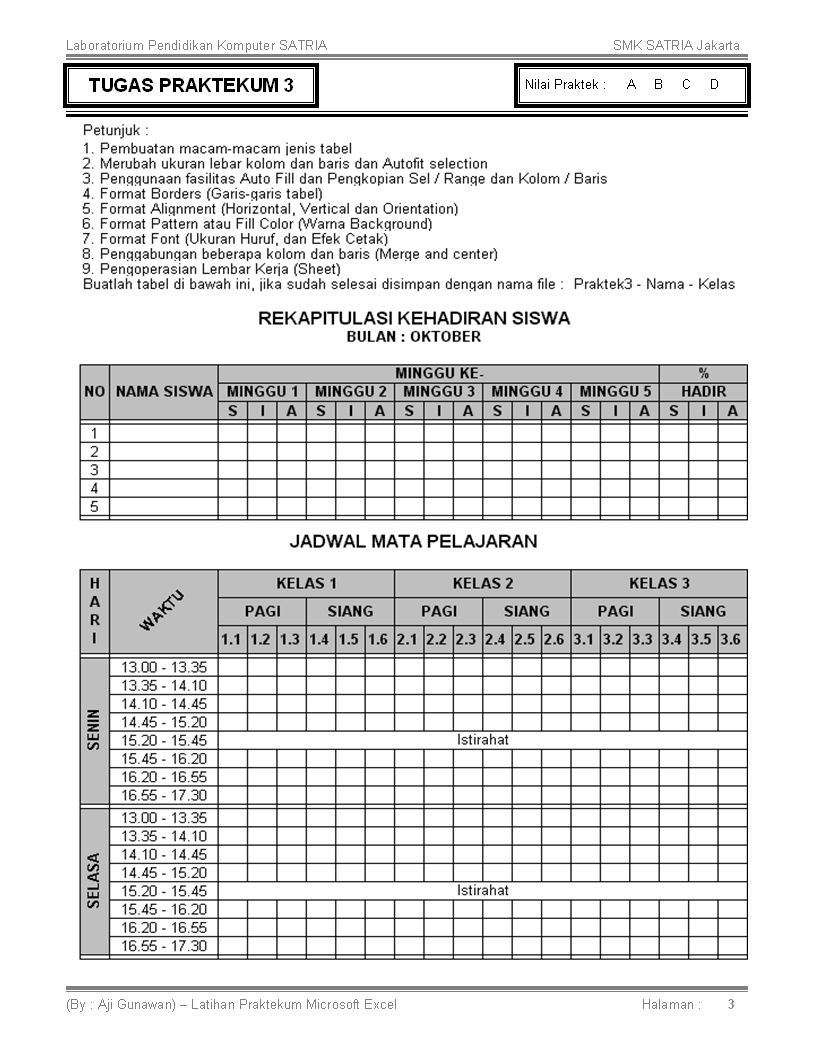 Laboratorium Pendidikan Komputer SATRIA SMK SATRIA Jakarta
TUGAS PRAKTEKUM 3 Nilai Praktek : A B C D
Petunjuk :
1. Pembuatan macam-macam jenis tabel
2. Merubah ukuran lebar kolom dan baris dan Autofit selection
3. Penggunaan fasilitas Auto Fill dan Pengkopian Sel / Range dan Kolom / Baris
4. Format Borders (Garis-garis tabel)
5. Format Alignment (Horizontal, Vertical dan Orientation)
6. Format Pattern atau Fill Color (Warna Background)
7. Format Font (Ukuran Huruf, dan Efek Cetak)
8. Penggabungan beberapa kolom dan baris (Merge and center)
9. Pengoperasian Lembar Kerja (Sheet)
Buatlah tabel di bawah ini, jika sudah selesai disimpan dengan nama file : Praktek3 - Nama - Kelas
REKAPITULASI KEHADIRAN SISWA
BULAN : OKTOBER
MINGGU KE- %
NO NAMA SISWA MINGGU 1 MINGGU 2 MINGGU 3 MINGGU 4 MINGGU 5 HADIR
S I A S I A S I A S I A S I A S I A
1
2
3
4
5
JADWAL MATA PELAJARAN
HARI WAKTU KELAS 1 KELAS 2 KELAS 3
PAGI SIANG PAGI SIANG PAGI SIANG
1.1 1.2 1.3 1.4 1.5 1.6 2.1 2.2 2.3 2.4 2.5 2.6 3.1 3.2 3.3 3.4 3.5 3.6
SENIN
13.00 - 13.35
13.35 - 14.10
14.10 - 14.45
14.45 - 15.20
15.20 - 15.45 Istirahat
15.45 - 16.20
16.20 - 16.55
16.55 - 17.30
SELASA
13.00 - 13.35
13.35 - 14.10
14.10 - 14.45
14.45 - 15.20
15.20 - 15.45 Istirahat
15.45 - 16.20
16.20 - 16.55
16.55 - 17.30
(By : Aji Gunawan) – Latihan Praktekum Microsoft Excel Halaman : 3